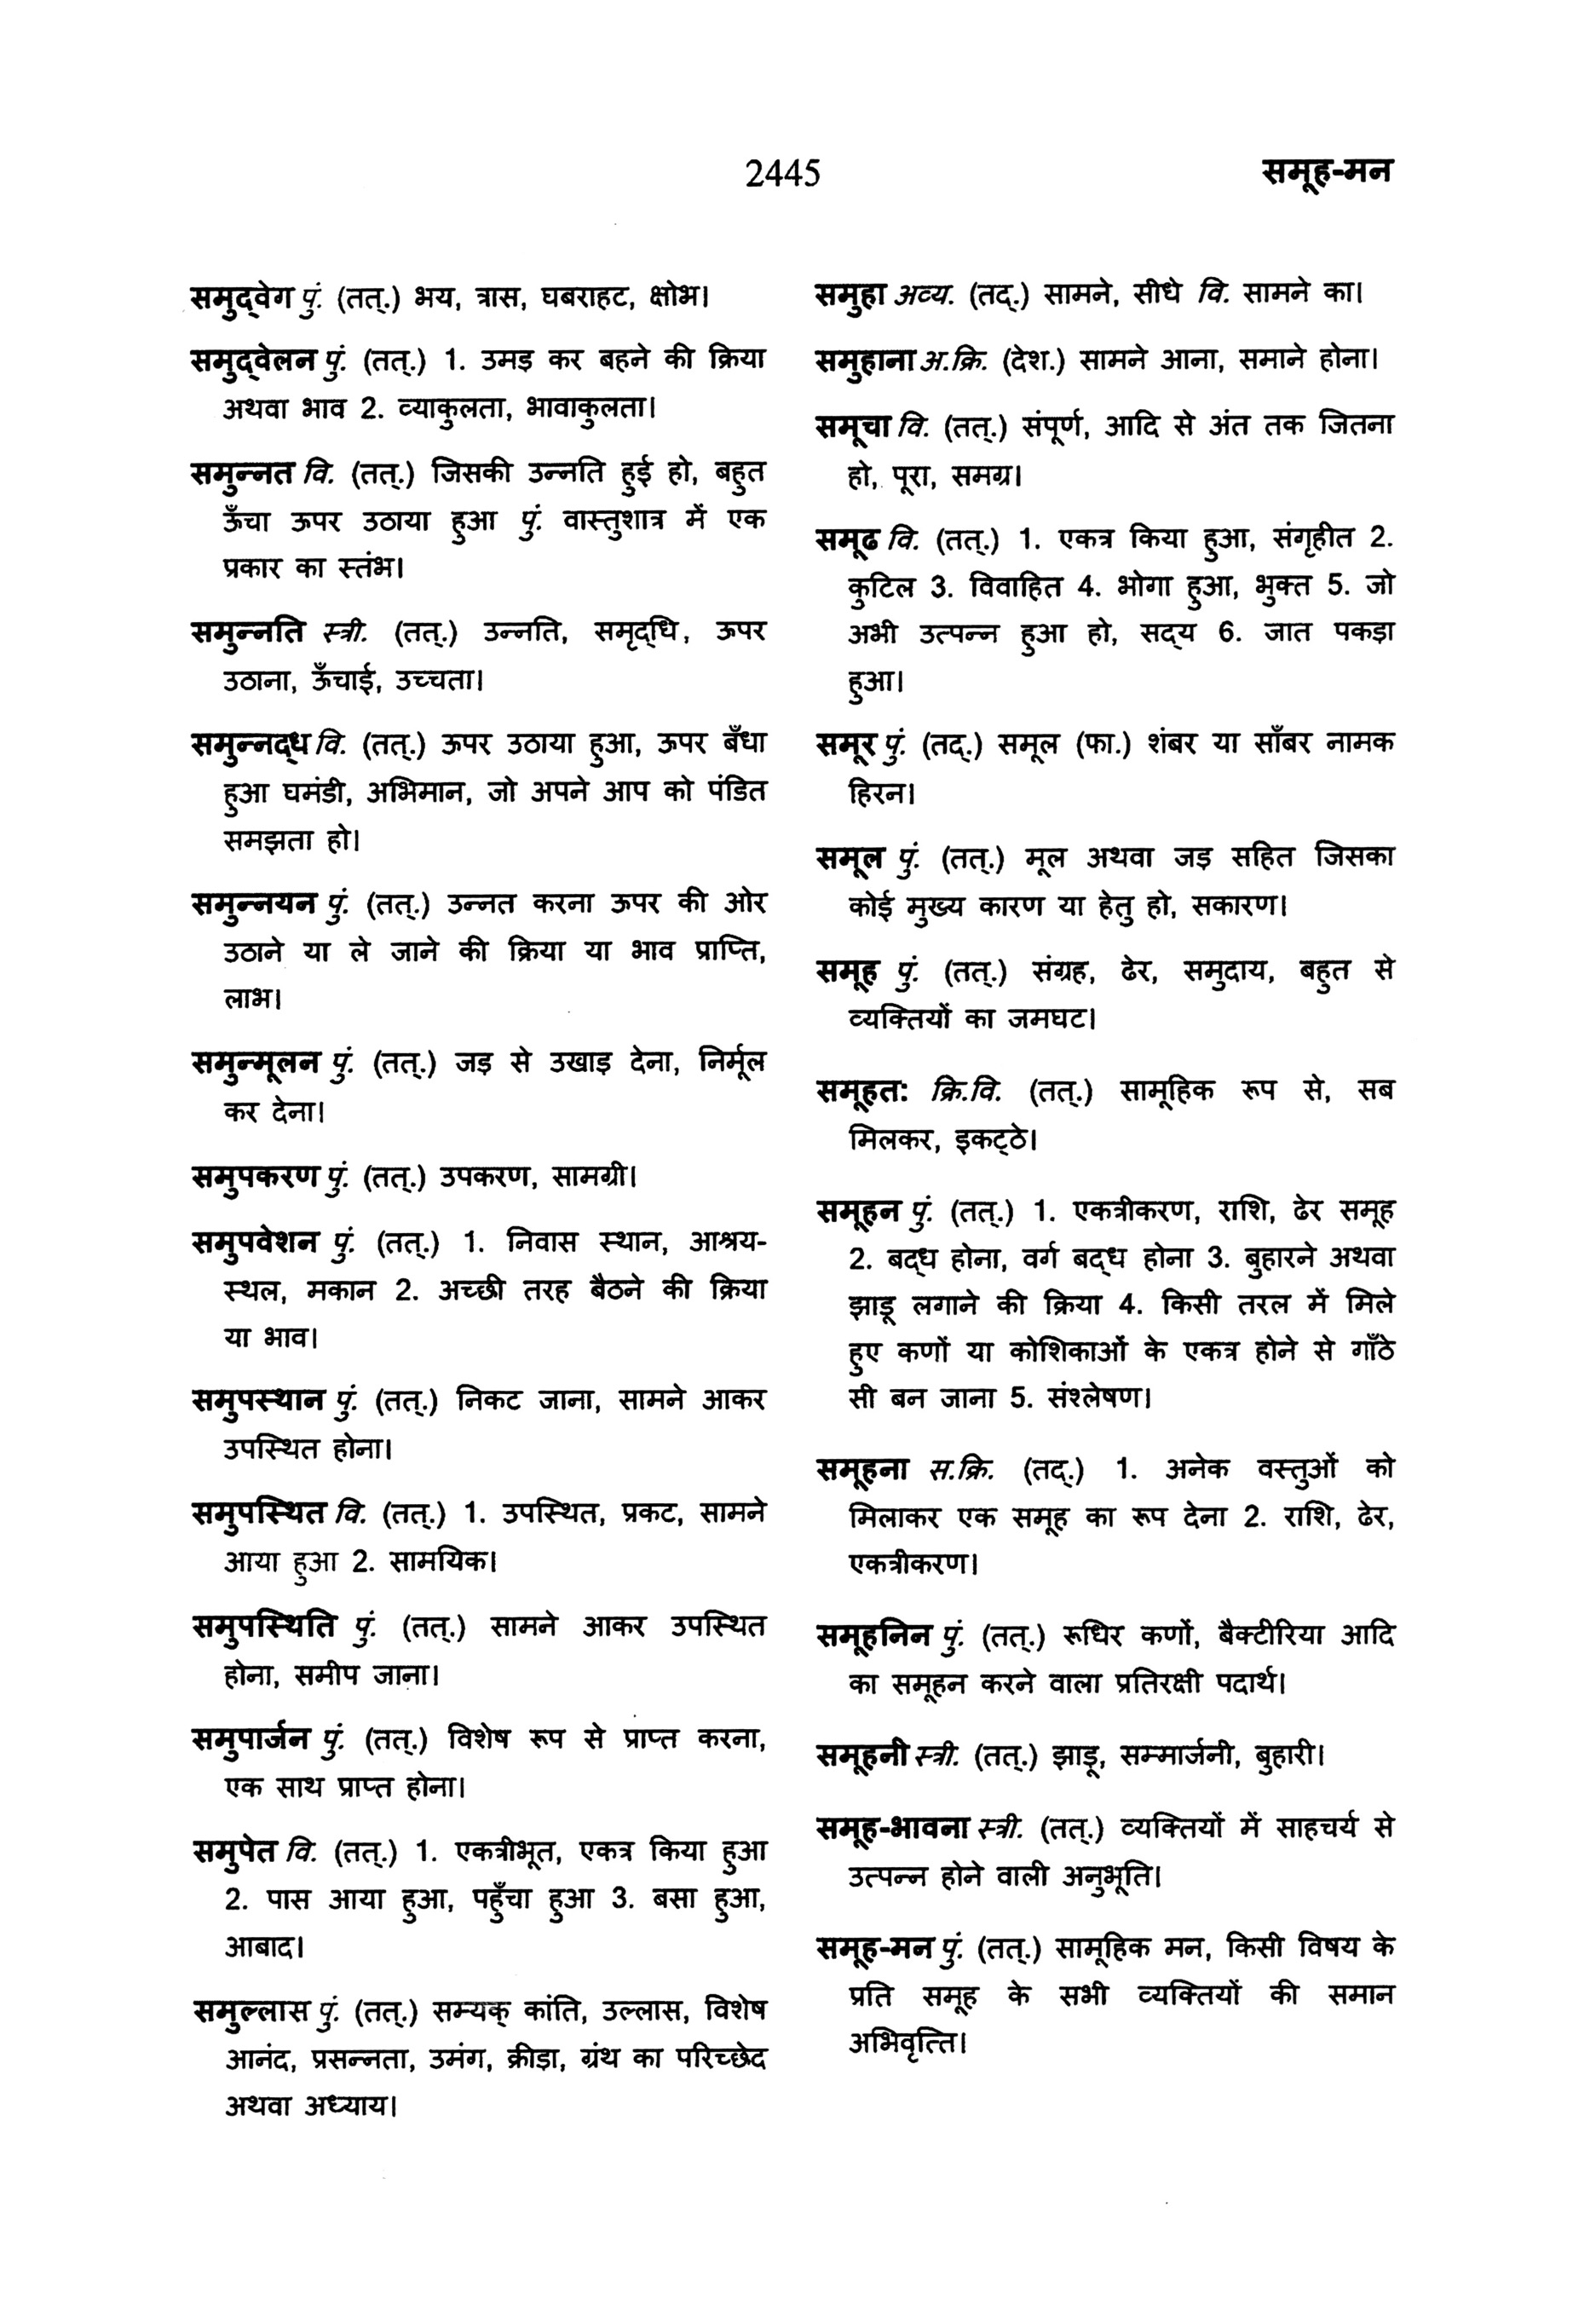 2445
समूह-मन
समुद्‌वेग पुं. (तत्.) भय, त्रास, घबराहट, क्षोभ।
समुद्‌वेलन पुं. (तत्.) 1. उमड़ कर बहने की क्रिया
अथवा भाव 2. व्याकुलता, भावाकुलता।
समुन्नत वि. (तत्.) जिसकी उन्नति हुई हो, बहुत
ऊँचा ऊपर उठाया हुआ पुं. वास्तुशात्र में एक
प्रकार का स्तंभ।
समुन्नति स्त्री. (तत्.) उन्नति, समृद्‌धि, ऊपर
उठाना, ऊँचाई, उच्चता।
समुन्नद्‌ध वि. (तत्.) ऊपर उठाया हुआ, ऊपर बँधा
हुआ घमंडी, अभिमान, जो अपने आप को पंडित
समझता हो।
समुन्नयन पुं. (तत्.) उन्नत करना ऊपर की ओर
उठाने या ले जाने की क्रिया या भाव प्राप्ति,
लाभ।
समुन्मूलन पुं. (तत्.) जड़ से उखाड़ देना, निर्मूल
कर देना।
समुपकरण पुं. (तत्.) उपकरण, सामग्री।
समुपवेशन पुं. (तत्.) 1. निवास स्थान, आश्रय-
स्थल, मकान 2. अच्छी तरह बैठने की क्रिया
या भाव।
समुपस्थान पुं. (तत्.) निकट जाना, सामने आकर
उपस्थित होना।
समुपस्थित वि. (तत्.) 1. उपस्थित, प्रकट, सामने
आया हुआ 2. सामयिक।
समुपस्थिति पुं. (तत्.) सामने आकर उपस्थित
होना, समीप जाना।
समुपार्जन पुं. (तत्.) विशेष रूप से प्राप्त करना,
एक साथ प्राप्त होना।
समुपेत वि. (तत्.) 1. एकत्रीभूत, एकत्र किया हुआ
2. पास आया हुआ, पहुँचा हुआ 3. बसा हुआ,
आबाद।
समुल्लास पुं. (तत्.) सम्यक् कांति, उल्लास, विशेष
आनंद, प्रसन्नता, उमंग, क्रीड़ा, ग्रंथ का परिच्छेद
अथवा अध्याय।
समुहा अव्य. (तद्.) सामने, सीधे वि. सामने का।
समुहाना अ.क्रि. (देश.) सामने आना, समाने होना।
समूचा वि. (तत्.) संपूर्ण, आदि से अंत तक जितना
हो, पूरा, समग्र।
समूढ वि. (तत्.) 1. एकत्र किया हुआ, संगृहीत 2.
कुटिल 3. विवाहित 4. भोगा हुआ, भुक्त 5. जो
अभी उत्पन्न हुआ हो, सद्‌य 6. जात पकड़ा
हुआ।
समूर पुं. (तद्.) समूल (फा.) शंबर या साँबर नामक
हिरन।
समूल पुं. (तत्.) मूल अथवा जड़ सहित जिसका
कोई मुख्य कारण या हेतु हो, सकारण।
समूह पुं. (तत्.) संग्रह, ढेर, समुदाय, बहुत से
व्यक्तियों का जमघट।
समूहत: क्रि.वि. (तत्.) सामूहिक रूप से, सब
मिलकर, इकट्‌ठे।
समूहन पुं. (तत्.) 1. एकत्रीकरण, राशि, ढेर समूह
2. बद्‌ध होना, वर्ग बद्‌ध होना 3. बुहारने अथवा
झाडू लगाने की क्रिया 4. किसी तरल में मिले
हुए कणों या कोशिकाओं के एकत्र होने से गाँठे
सी बन जाना 5. संश्लेषण।
समूहना स.क्रि. (तद्.) 1. अनेक वस्तुओं को
मिलाकर एक समूह का रूप देना 2. राशि, ढेर,
एकत्रीकरण।
समूहनिन पुं. (तत्.) रूधिर कणों, बैक्टीरिया आदि
का समूहन करने वाला प्रतिरक्षी पदार्थ।
समूहनी स्त्री. (तत्.) झाडू, सम्मार्जनी, बुहारी।
समूह-भावना स्त्री. (तत्.) व्यक्तियों में साहचर्य से
उत्पन्न होने वाली अनुभूति।
समूह-मन पुं. (तत्.) सामूहिक मन, किसी विषय के
प्रति समूह के सभी व्यक्तियों की समान
अभिवृत्ति।